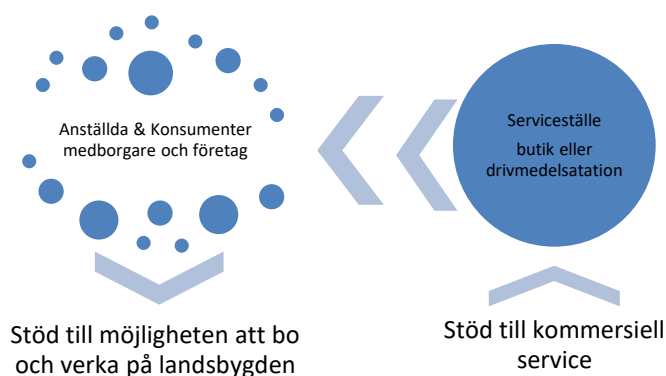 Anställda & Konsumenter
medborgare och företag
Serviceställe
butik eller
drivmedelsatation
Stöd till möjligheten att bo
och verka på landsbygden
Stöd till kommersiell
service